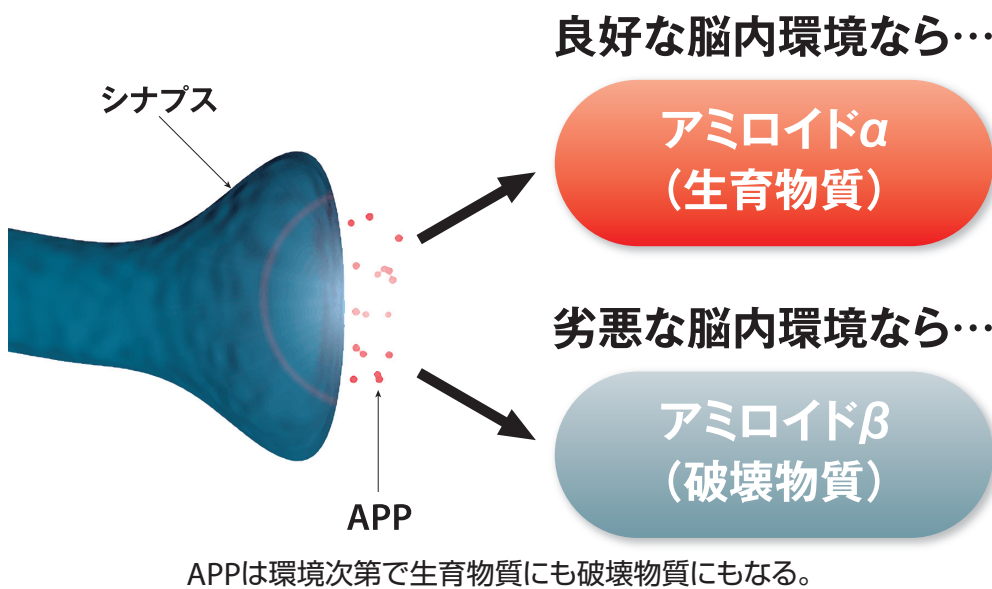 良好な脳内環境なら…
シナプス
アミロイドα
（生育物質）
劣悪な脳内環境なら…
アミロイドβ
（破壊物質）
APP
APPは環境次第で生育物質にも破壊物質にもなる。